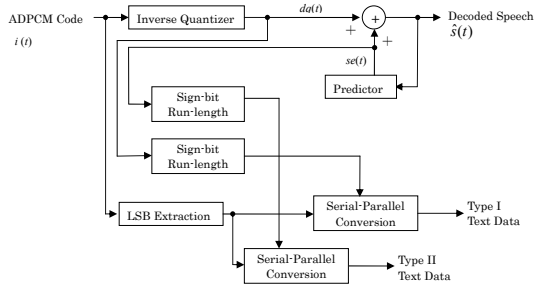 ADPCM Code
i (t)
Inverse Quantizer
dq(t)
+
+
+
Decoded Speech
ŝ(t)
se(t)
Predictor
Sign-bit
Run-length
Sign-bit
Run-length
LSB Extraction
Serial-Parallel
Conversion
Type I
Text Data
Serial-Parallel
Conversion
Type II
Text Data